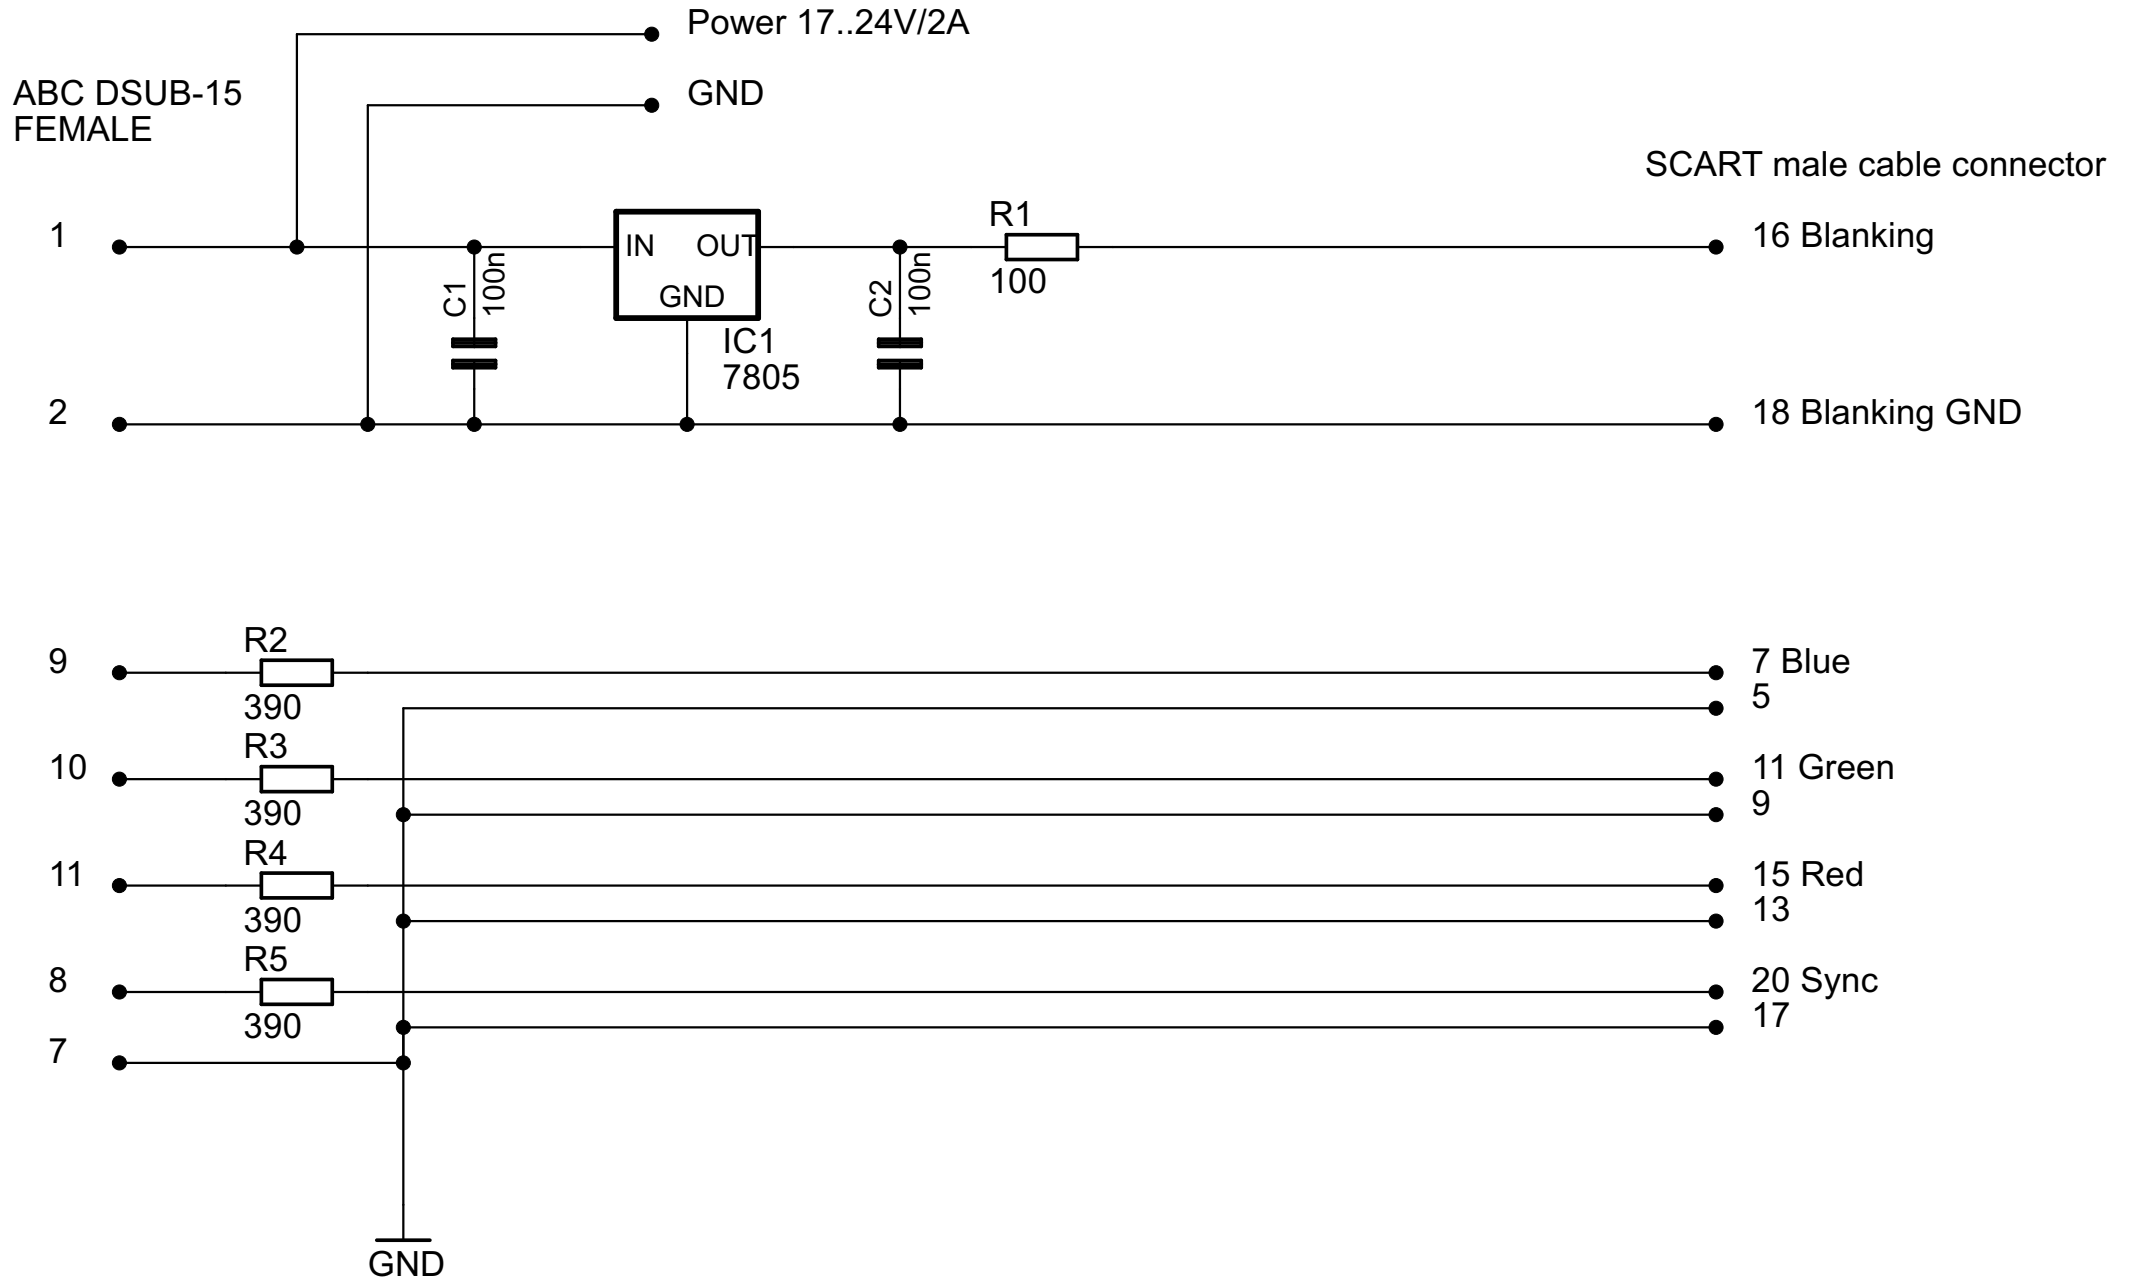 Power 17..24V/2A
GND
ABC DSUB-15
FEMALE
SCART male cable connector
1
IN
OUT
GND
C1
100n
IC1
7805
C2
100n
R1
100
16 Blanking
2
18 Blanking GND
9
R2
390
7 Blue
5
10
R3
390
11 Green
9
11
R4
390
15 Red
13
8
R5
390
20 Sync
17
7
GND